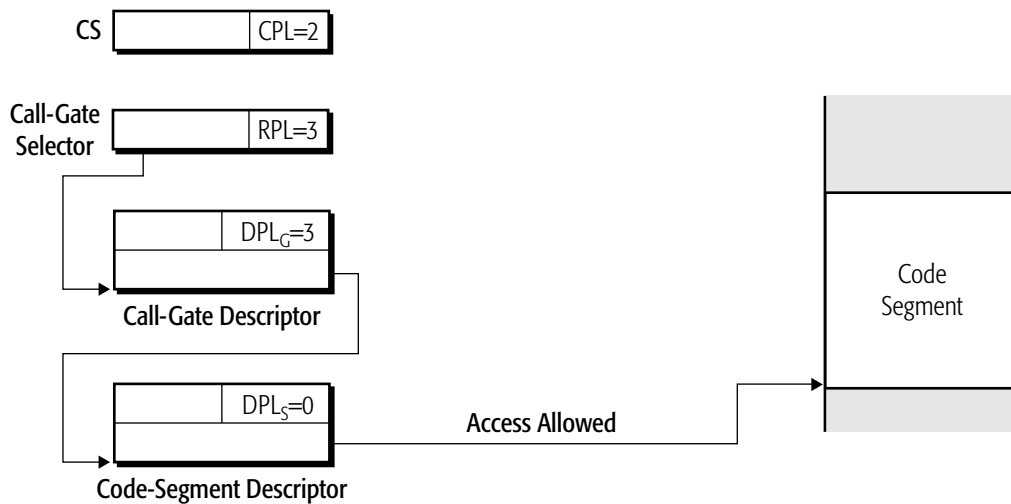 CS
CPL=2
Call-Gate
Selector
RPL=3
DPLG=3
Call-Gate Descriptor
DPLS=0
Code-Segment Descriptor
Access Allowed
Code
Segment